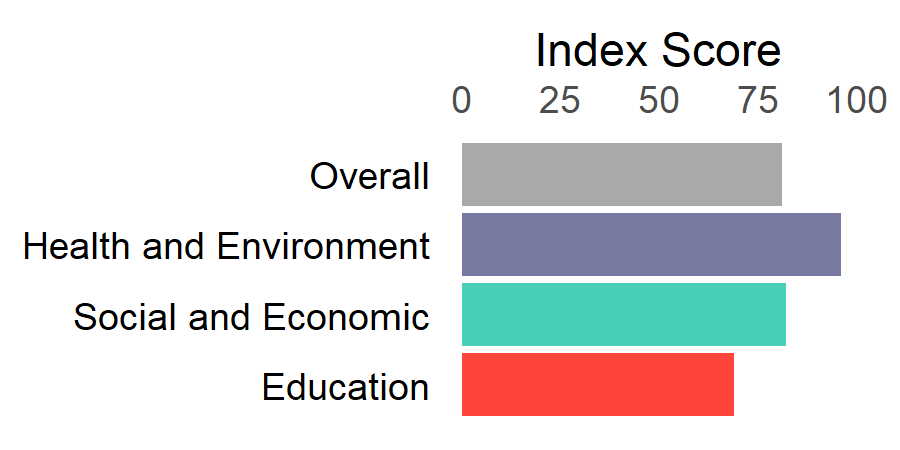 Index Score
0 25 50 75 100
Overall
Health and Environment
Social and Economic
Education